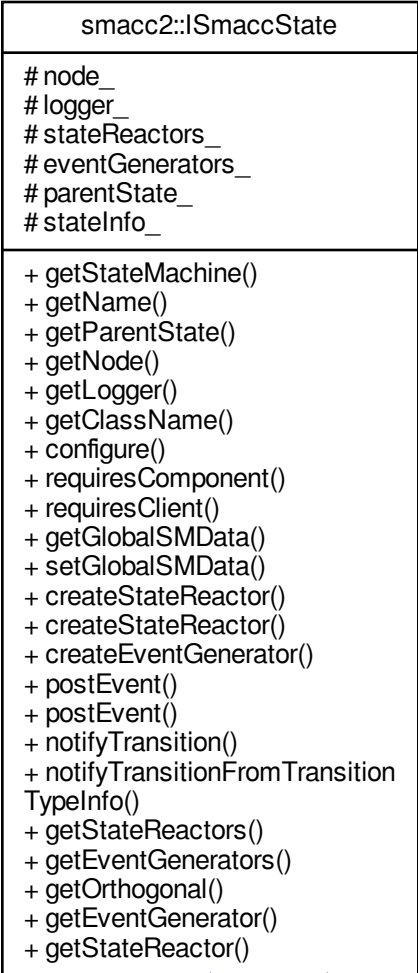 smacc2::ISmaccState
# node_
# logger_
# stateReactors_
# eventGenerators_
# parentState_
# stateInfo_
+ getStateMachine()
+ getName()
+ getParentState()
+ getNode()
+ getLogger()
+ getClassName()
+ configure()
+ requiresComponent()
+ requiresClient()
+ getGlobalSMData()
+ setGlobalSMData()
+ createStateReactor()
+ createStateReactor()
+ createEventGenerator()
+ postEvent()
+ postEvent()
+ notifyTransition()
+ notifyTransitionFromTransition
TypeInfo()
+ getStateReactors()
+ getEventGenerators()
+ getOrthogonal()
+ getEventGenerator()
+ getStateReactor()